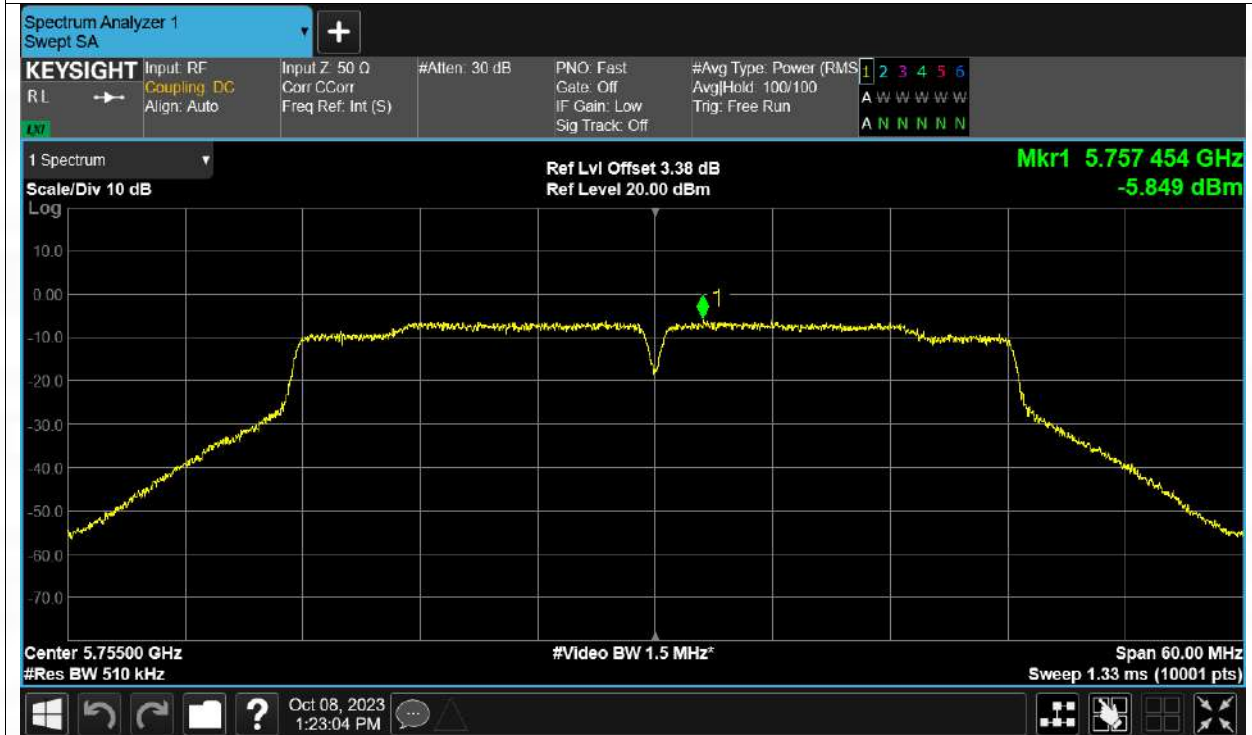 Spectrum Analyzer 1
Swept SA
+
KEYSIGHT
RL
LXI
Input: RF
Coupling: DC
Align: Auto
Input Z: 50 Ω
Corr CCorr
Freq Ref: Int (S)
#Atten: 30 dB
PNO: Fast
Gate: Off
IF Gain: Low
Sig Track: Off
#Avg Type: Power (RMS
Avg|Hold: 100/100
Trig: Free Run
1 2 3 4 5 6
A W W W W W
A N N N N N
1 Spectrum
Scale/Div 10 dB
Log
Ref Lvl Offset 3.38 dB
Ref Level 20.00 dBm
Mkr1 5.757 454 GHz
-5.849 dBm
10.0
0.00
-10.0
-20.0
-30.0
-40.0
-50.0
-60.0
-70.0
1
Center 5.75500 GHz
#Res BW 510 kHz
#Video BW 1.5 MHz*
Span 60.00 MHz
Sweep 1.33 ms (10001 pts)
?
Oct 08, 2023
1:23:04 PM